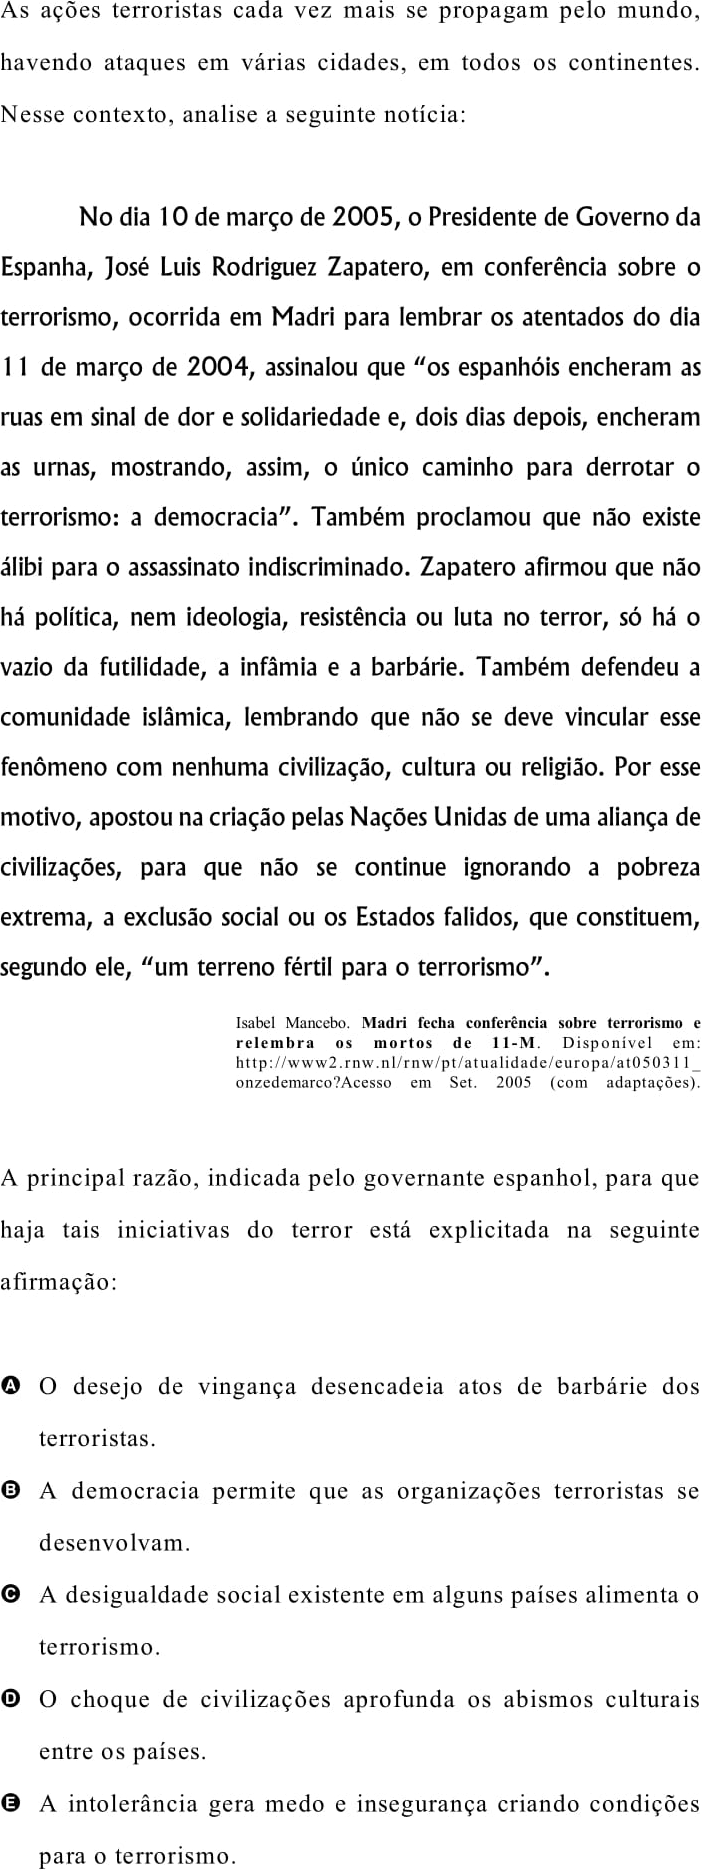 As ações terroristas cada vez mais se propagam pelo mundo,
havendo ataques em várias cidades, em todos os continentes.
Nesse contexto, analise a seguinte notícia:
No dia 10 de março de 2005, o Presidente de Governo da
Espanha, José Luis Rodriguez Zapatero, em conferência sobre o
terrorismo, ocorrida em Madri para lembrar os atentados do dia
11 de março de 2004, assinalou que “os espanhóis encheram as
ruas em sinal de dor e solidariedade e, dois dias depois, encheram
as urnas, mostrando, assim, o único caminho para derrotar o
terrorismo: a democracia”. Também proclamou que não existe
álibi para o assassinato indiscriminado. Zapatero afirmou que não
há política, nem ideologia, resistência ou luta no terror, só há o
vazio da futilidade, a infâmia e a barbárie. Também defendeu a
comunidade islâmica, lembrando que não se deve vincular esse
fenômeno com nenhuma civilização, cultura ou religião. Por esse
motivo, apostou na criação pelas Nações Unidas de uma aliança de
civilizações, para que não se continue ignorando a pobreza
extrema, a exclusão social ou os Estados falidos, que constituem,
segundo ele, “um terreno fértil para o terrorismo”.
Isabel Mancebo. Madri fecha conferência sobre terrorismo e
relembra os mortos de 11-M. Disponível em:
http://www2.rnw.nl/rnw/pt/atualidade/europa/at050311_
onzedemarco?Acesso em Set. 2005 (com adaptações).
A principal razão, indicada pelo governante espanhol, para que
haja tais iniciativas do terror está explicitada na seguinte
afirmação:
A O desejo de vingança desencadeia atos de barbárie dos
terroristas.
B A democracia permite que as organizações terroristas se
desenvolvam.
C A desigualdade social existente em alguns países alimenta o
terrorismo.
D O choque de civilizações aprofunda os abismos culturais
entre os países.
E A intolerância gera medo e insegurança criando condições
para o terrorismo.